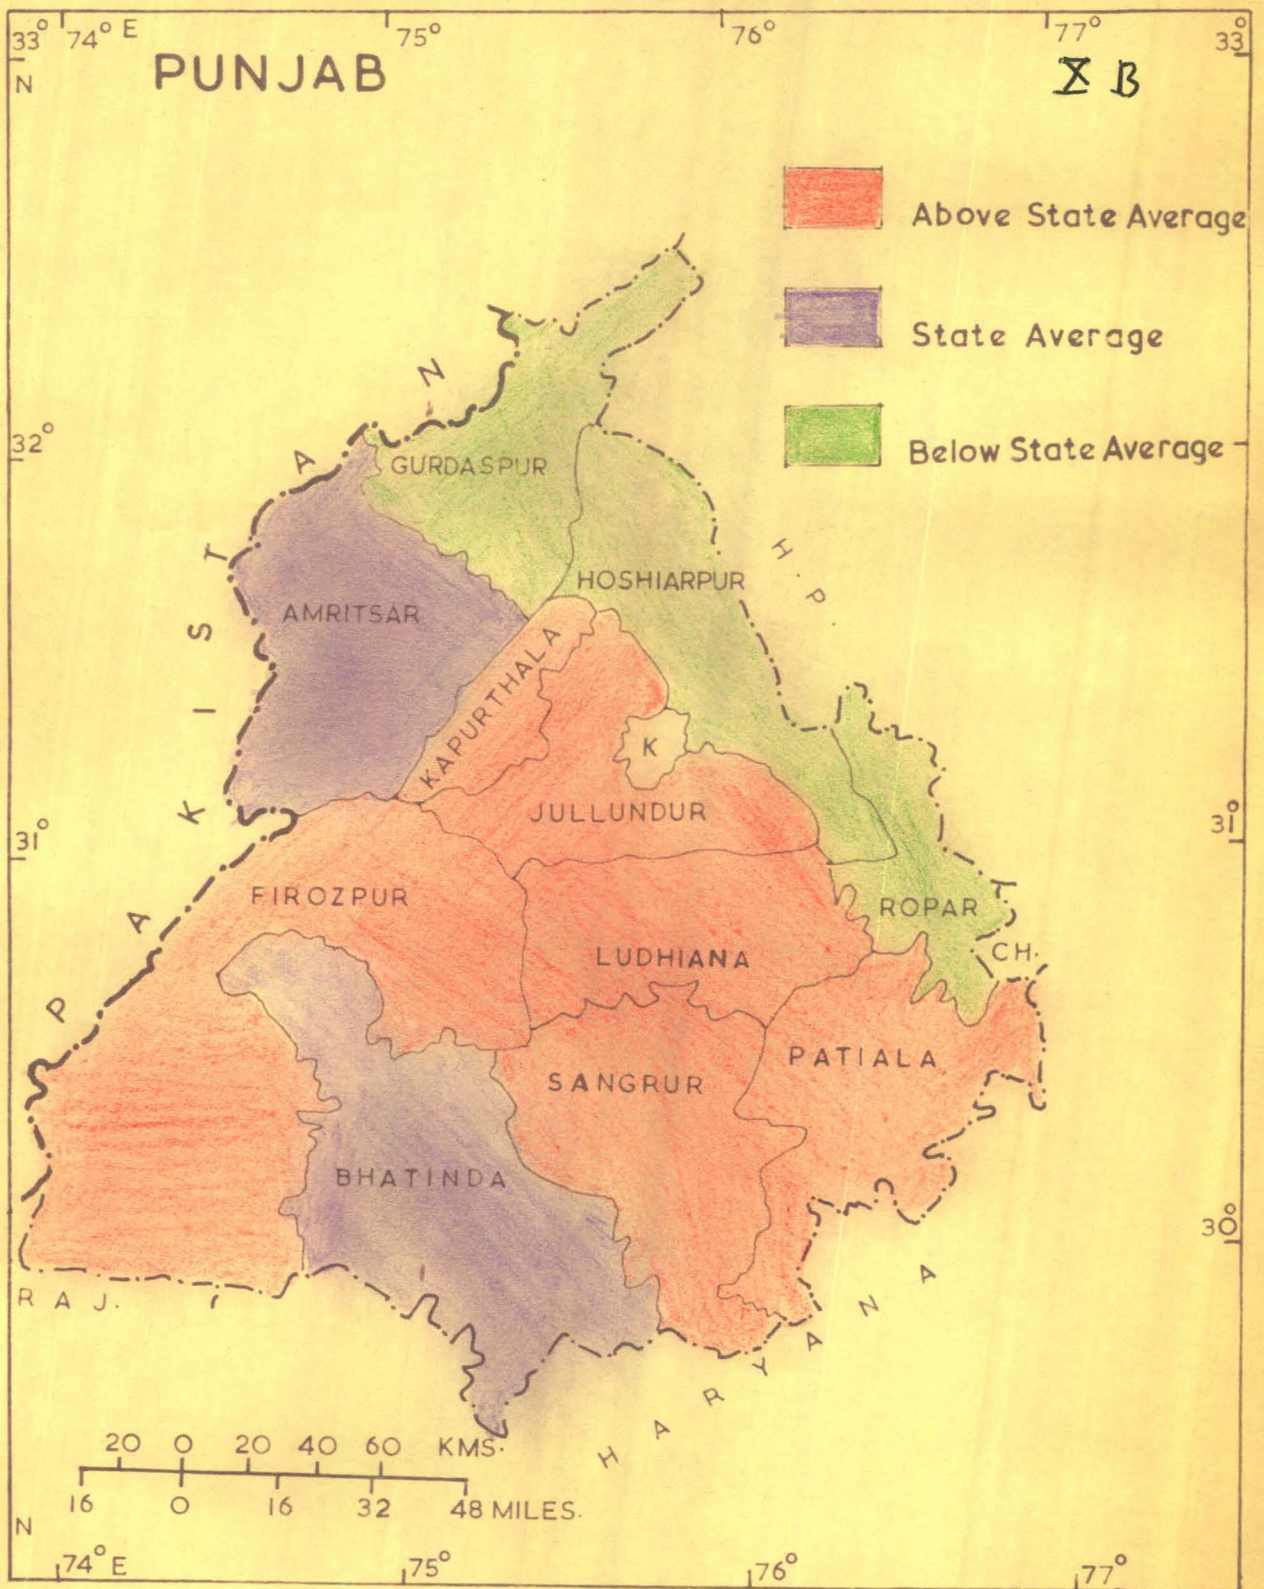 33° 74° E 75° 76° 77° 33°
N
PUNJAB
X B
Above State Average
State Average
Below State Average
32°
PAKISTAN
GURDASPUR
H.P.
HOSHIARPUR
AMRITSAR
KAPURTHALA
K
JULLUNDUR
31° 31°
FIROZPUR
ROPAR
LUDHIANA
CH.
PATIALA
SANGRUR
BHATINDA
30°
RAJ.
HARYANA
20 0 20 40 60 KMS.
16 0 16 32 48 MILES.
N
74° E 75° 76° 77°